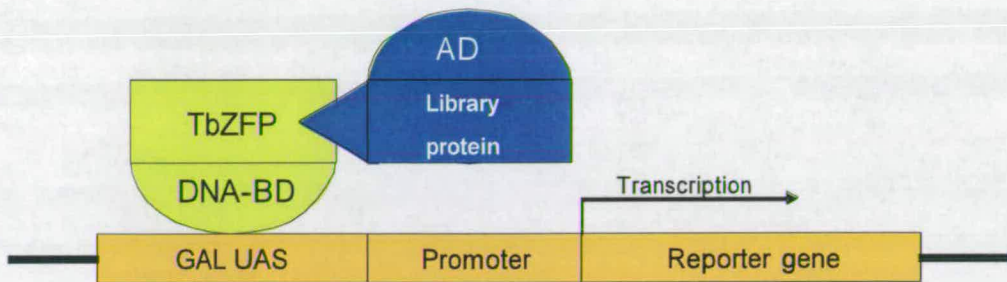 AD
TbZFP
Library
protein
DNA-BD
Transcription
GAL UAS
Promoter
Reporter gene